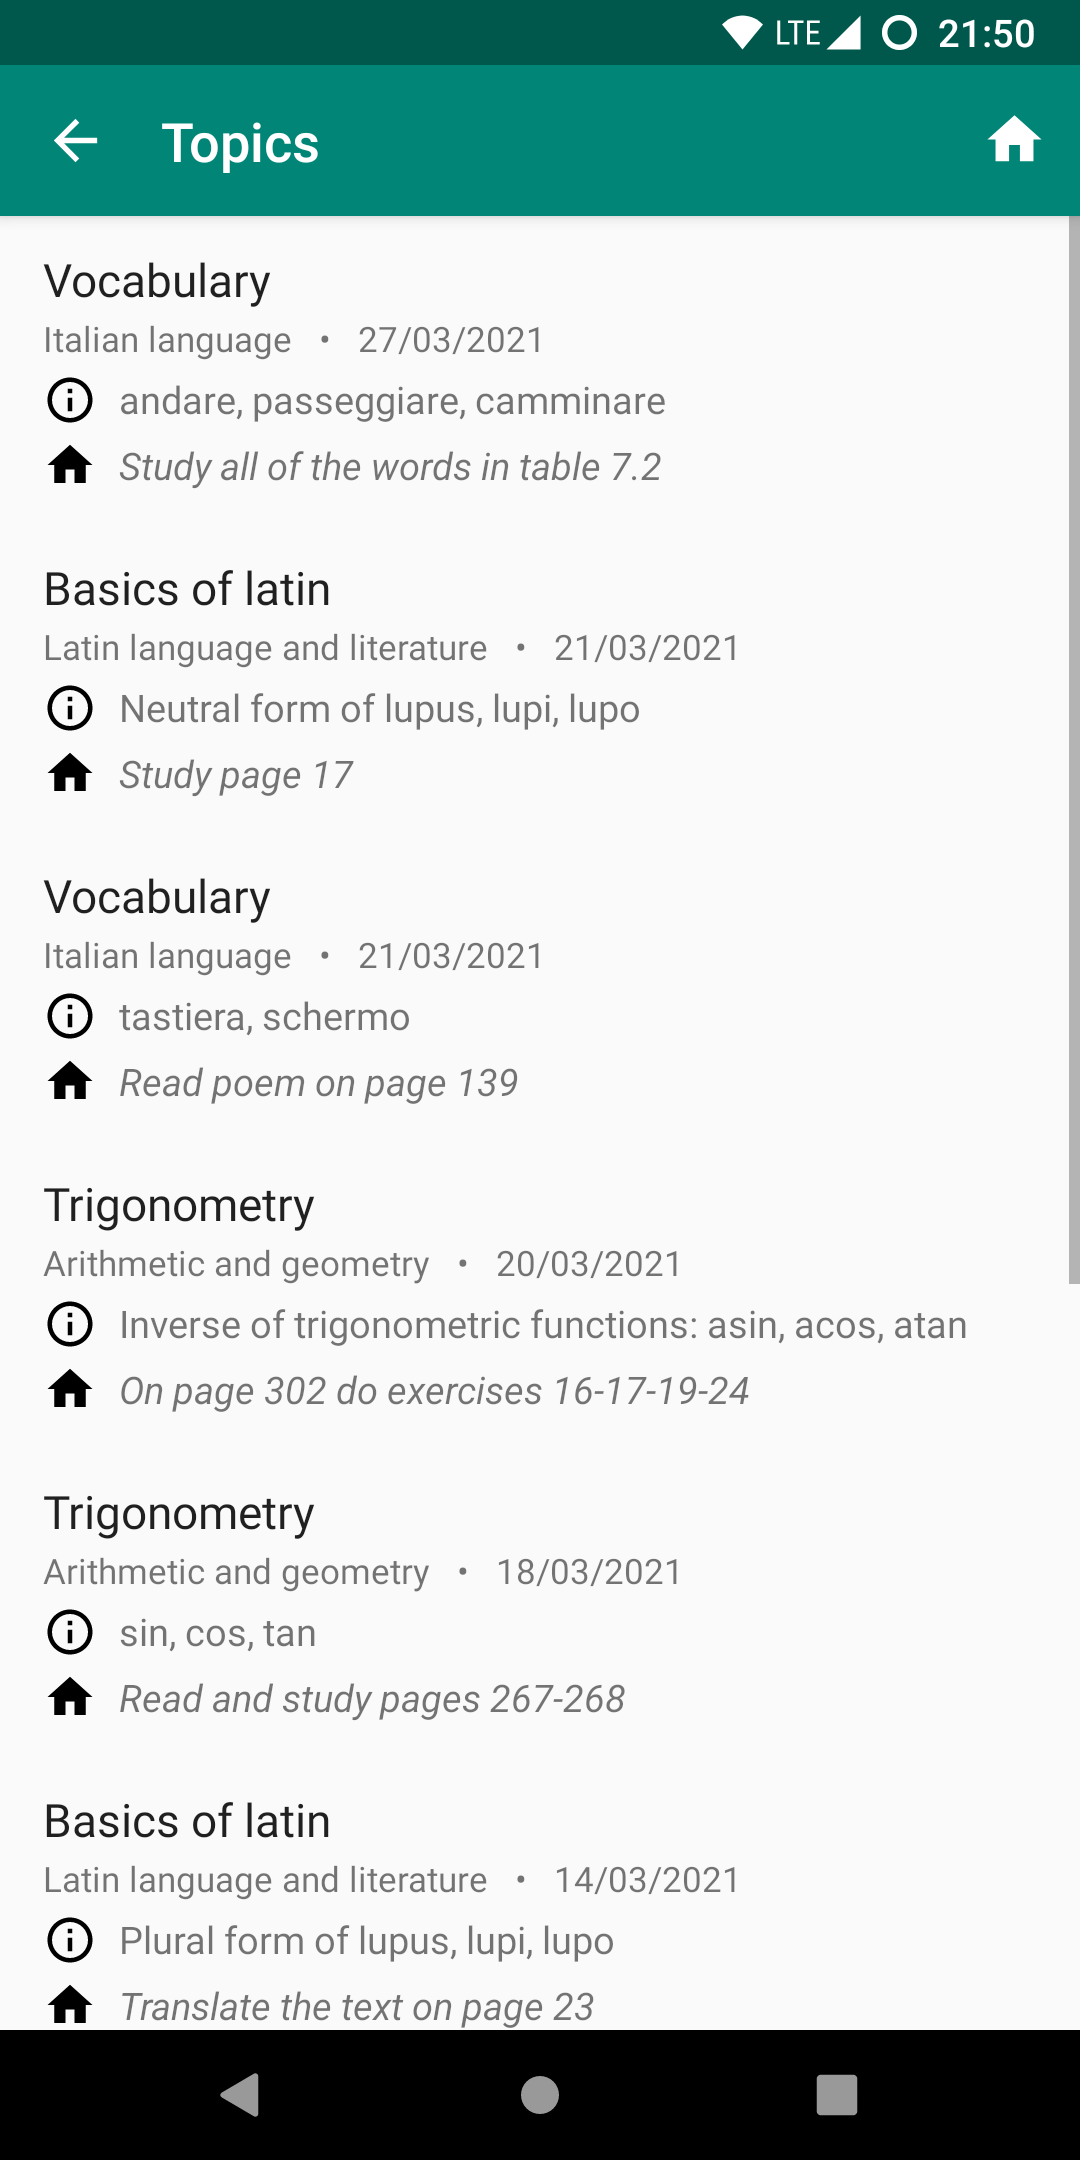 LTE 21:50
Topics
Vocabulary
Italian language • 27/03/2021
andare, passeggiare, camminare
Study all of the words in table 7.2
Basics of latin
Latin language and literature • 21/03/2021
Neutral form of lupus, lupi, lupo
Study page 17
Vocabulary
Italian language • 21/03/2021
tastiera, schermo
Read poem on page 139
Trigonometry
Arithmetic and geometry • 20/03/2021
Inverse of trigonometric functions: asin, acos, atan
On page 302 do exercises 16-17-19-24
Trigonometry
Arithmetic and geometry • 18/03/2021
sin, cos, tan
Read and study pages 267-268
Basics of latin
Latin language and literature • 14/03/2021
Plural form of lupus, lupi, lupo
Translate the text on page 23